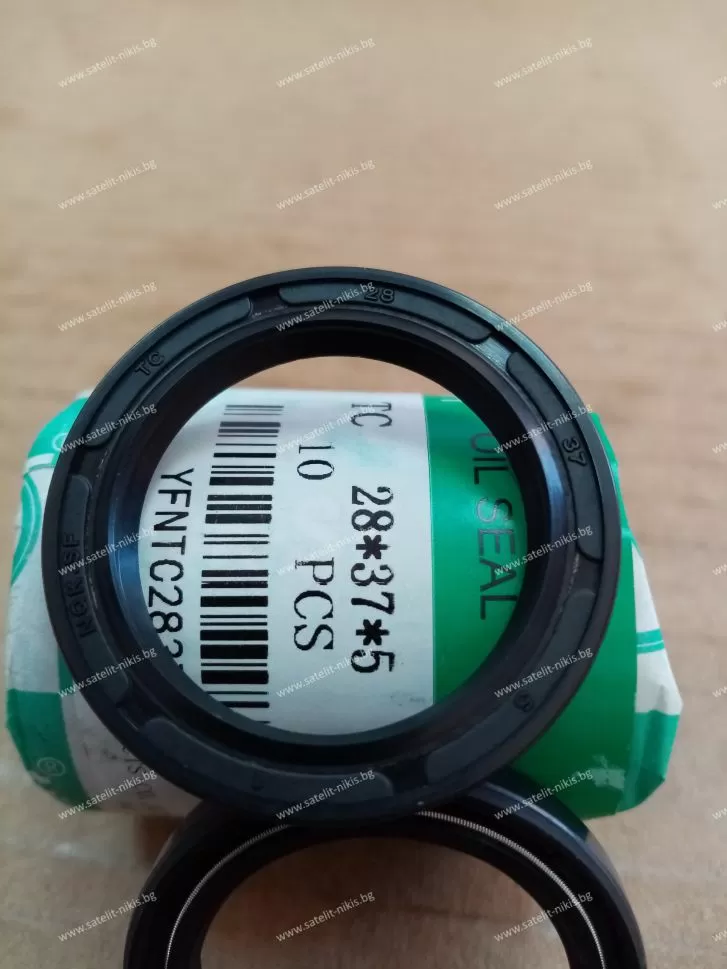 www.satelit-nikis.bg
TC
28
37
TC 28*37*5
10 PCS
OIL SEAL